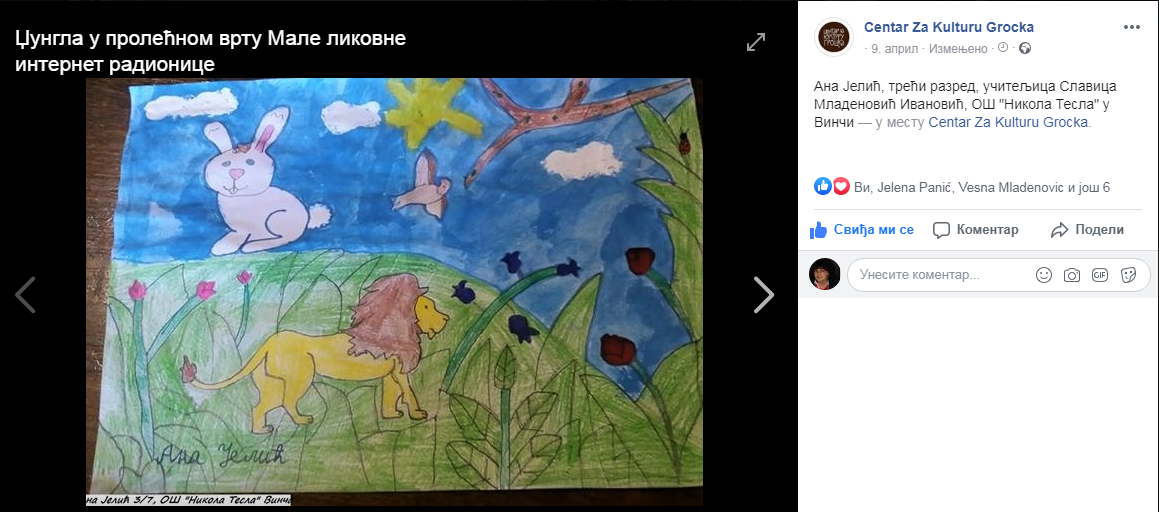 Џунгла у пролећном врту Мале ликовне
интернет радионице
Ана Јелић
на Јелић 3/7, ОШ "Никола Тесла" Винча
Centar Za Kulturu Grocka
· 9. април · Измењено ·
Ана Јелић, трећи разред, учитељица Славица
Младеновић Ивановић, ОШ "Никола Тесла" у
Винчи — у месту Centar Za Kulturu Grocka.
Ви, Jelena Panić, Vesna Mladenovic и још 6
Свиђа ми се Коментар Подели
Унесите коментар... GIF